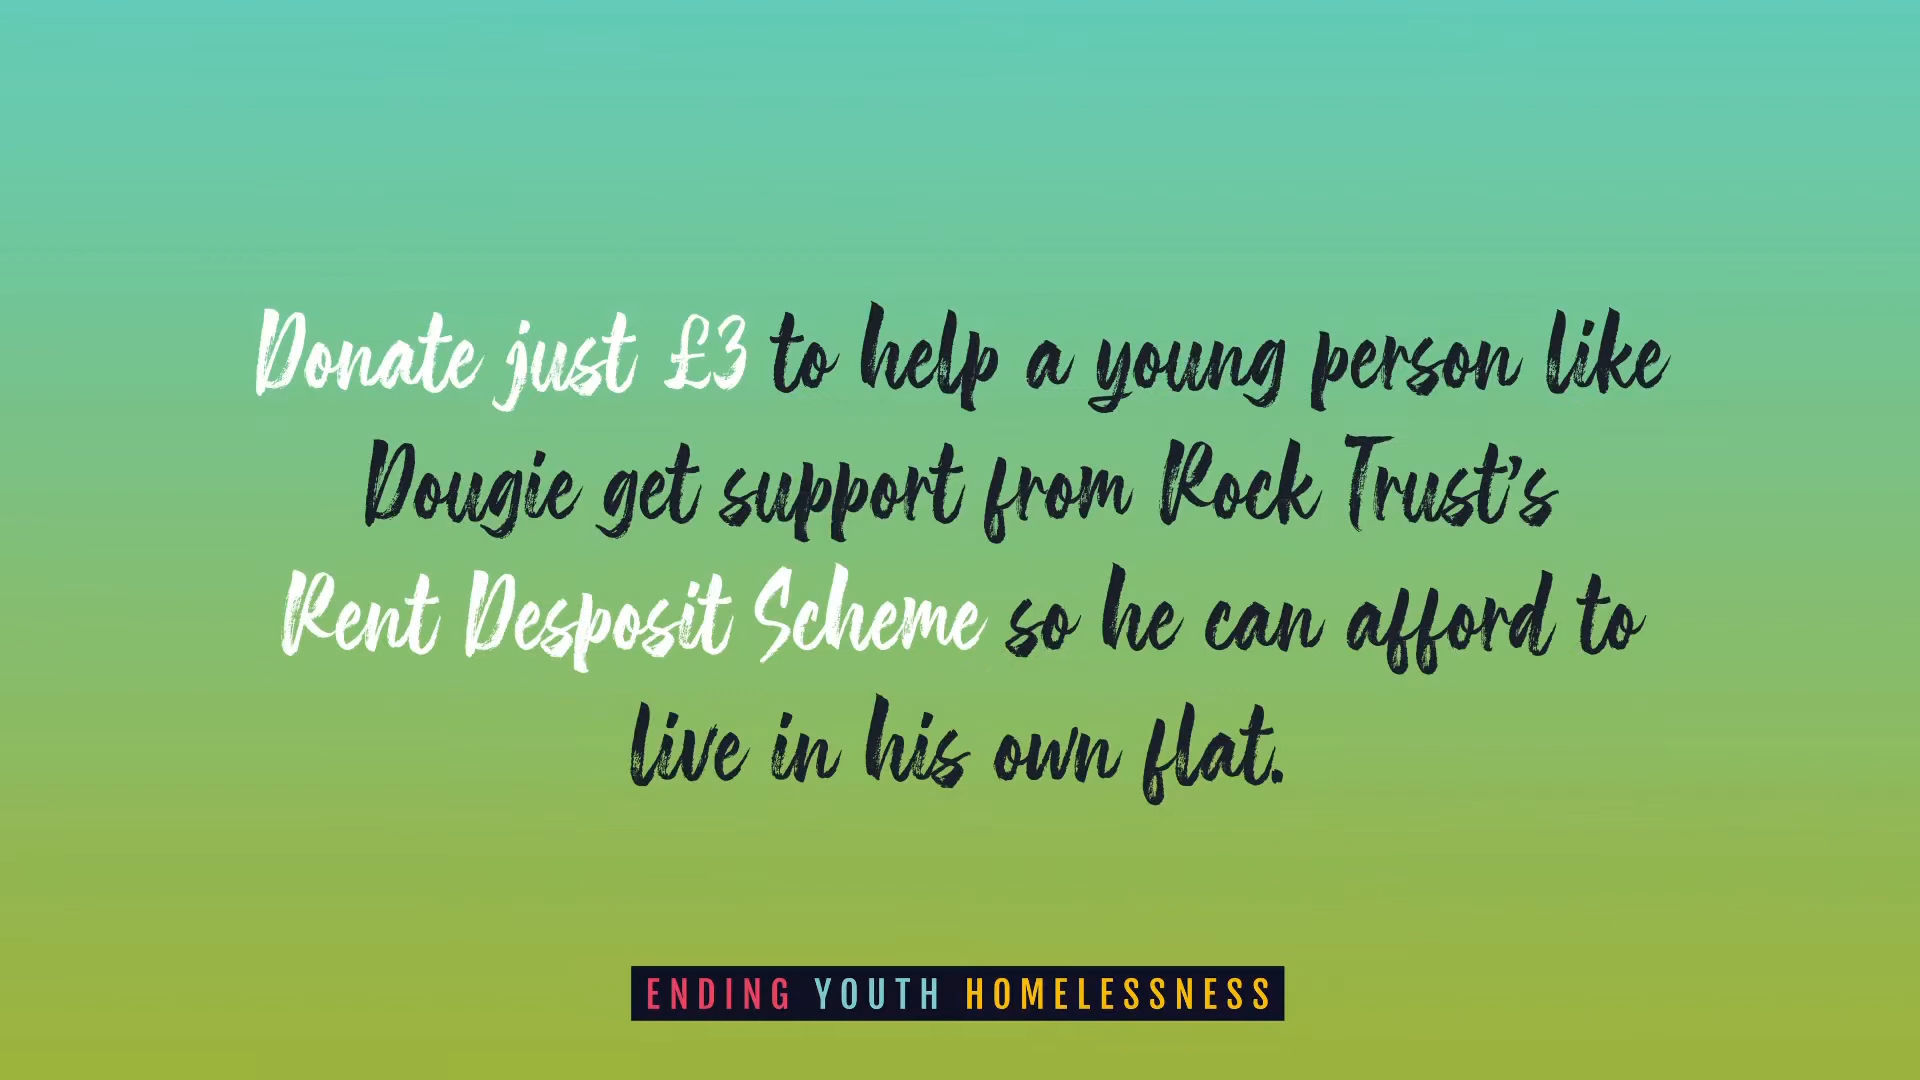 Donate just £3 to help a young person like
Dougie get support from Rock Trust's
Rent Desposit Scheme so he can afford to
live in his own flat.
ENDING YOUTH HOMELESSNESS